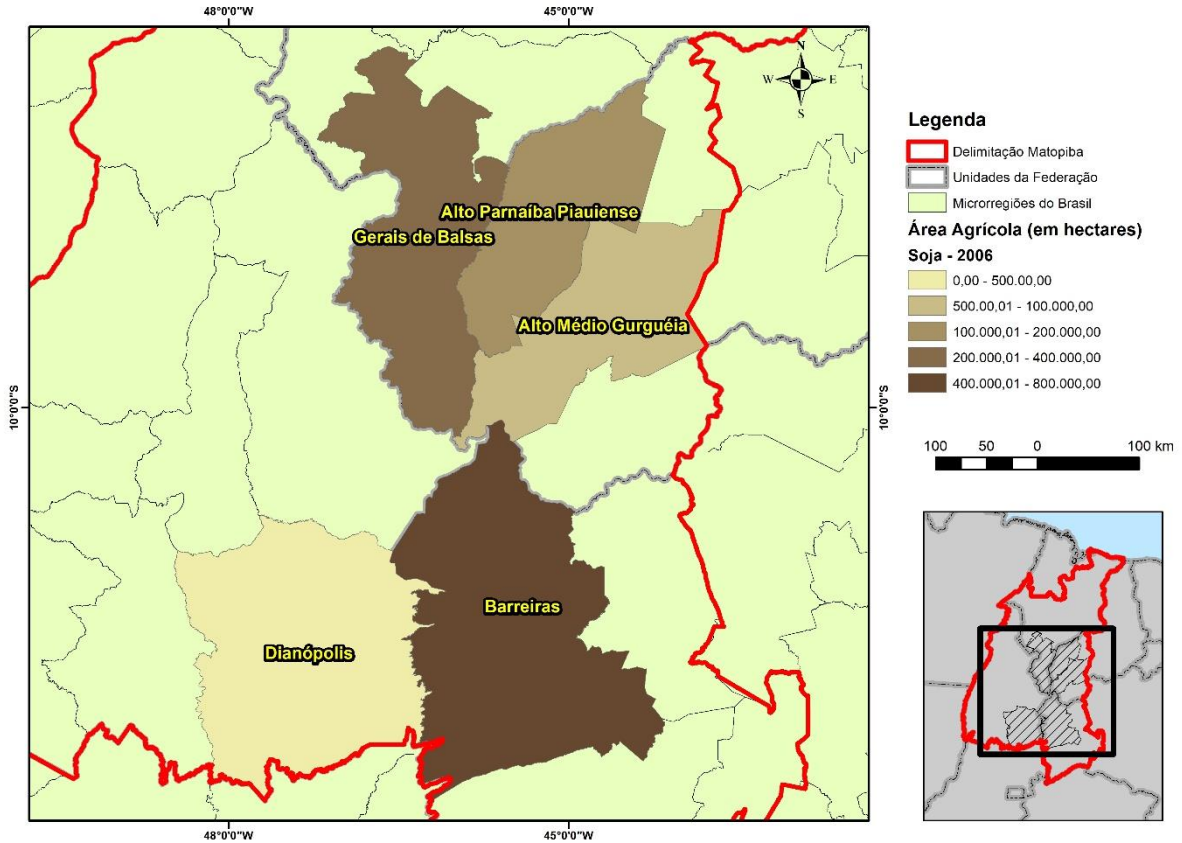 48°0'0"W
45°0'0"W
N
W
E
S
Alto Parnaíba Piauiense
Gerais de Balsas
Alto Médio Gurguéia
Barreiras
Dianópolis
10°0'0"S
10°0'0"S
48°0'0"W
45°0'0"W
Legenda
Delimitação Matopiba
Unidades da Federação
Microrregiões do Brasil
Área Agrícola (em hectares)
Soja - 2006
0,00 - 500.00,00
500.00,01 - 100.000,00
100.000,01 - 200.000,00
200.000,01 - 400.000,00
400.000,01 - 800.000,00
100 50 0 100 km